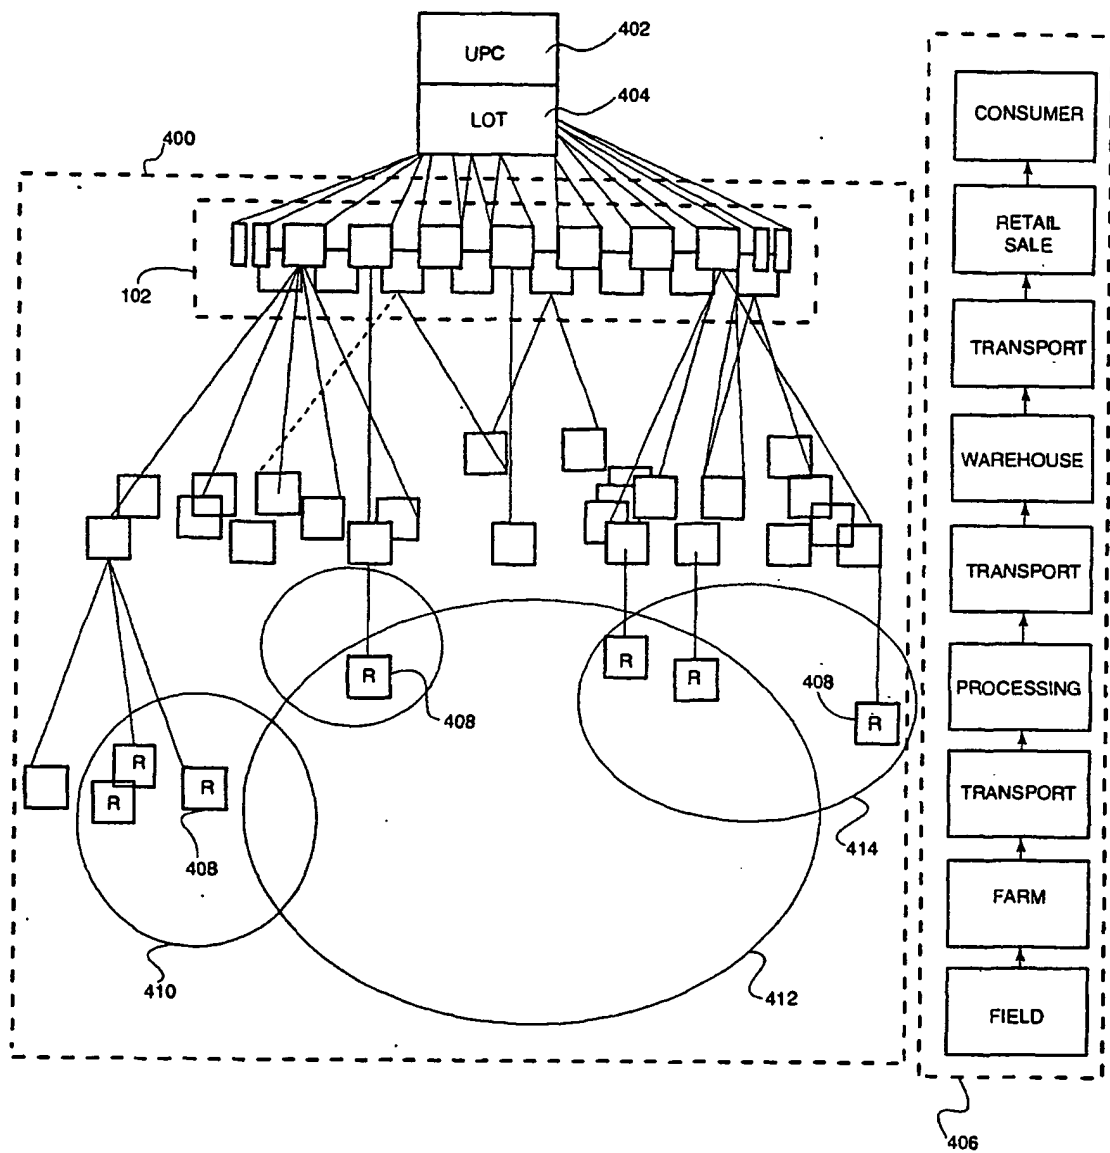 UPC
402
LOT
404
400
102
R
408
R
R
R
408
R
R
R
408
410
412
414
CONSUMER
RETAIL
SALE
TRANSPORT
WAREHOUSE
TRANSPORT
PROCESSING
TRANSPORT
FARM
FIELD
406